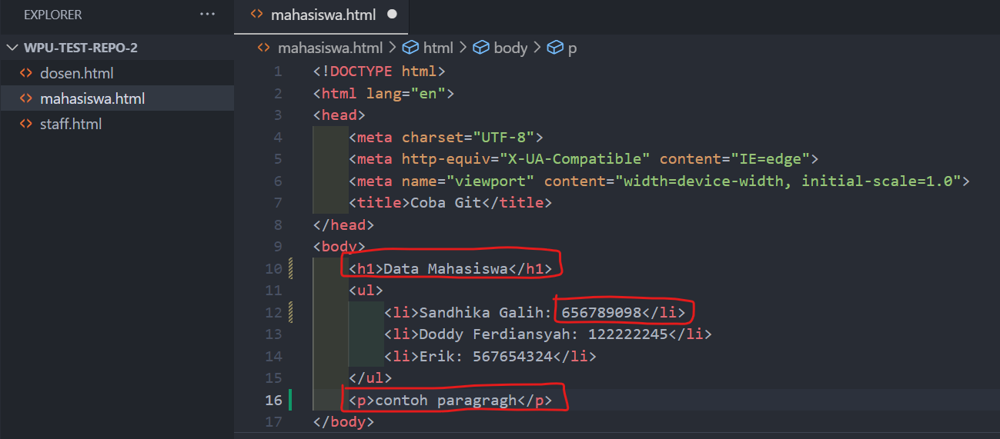 EXPLORER ···
mahasiswa.html
WPU-TEST-REPO-2
mahasiswa.html > html > body > p
dosen.html
mahasiswa.html
staff.html
1 <!DOCTYPE html>
2 <html lang="en">
3 <head>
4 <meta charset="UTF-8">
5 <meta http-equiv="X-UA-Compatible" content="IE=edge">
6 <meta name="viewport" content="width=device-width, initial-scale=1.0">
7 <title>Coba Git</title>
8 </head>
9 <body>
10 <h1>Data Mahasiswa</h1>
11 <ul>
12 <li>Sandhika Galih: 656789098</li>
13 <li>Doddy Ferdiansyah: 122222245</li>
14 <li>Erik: 567654324</li>
15 </ul>
16 <p>contoh paragragh</p>
17 </body>